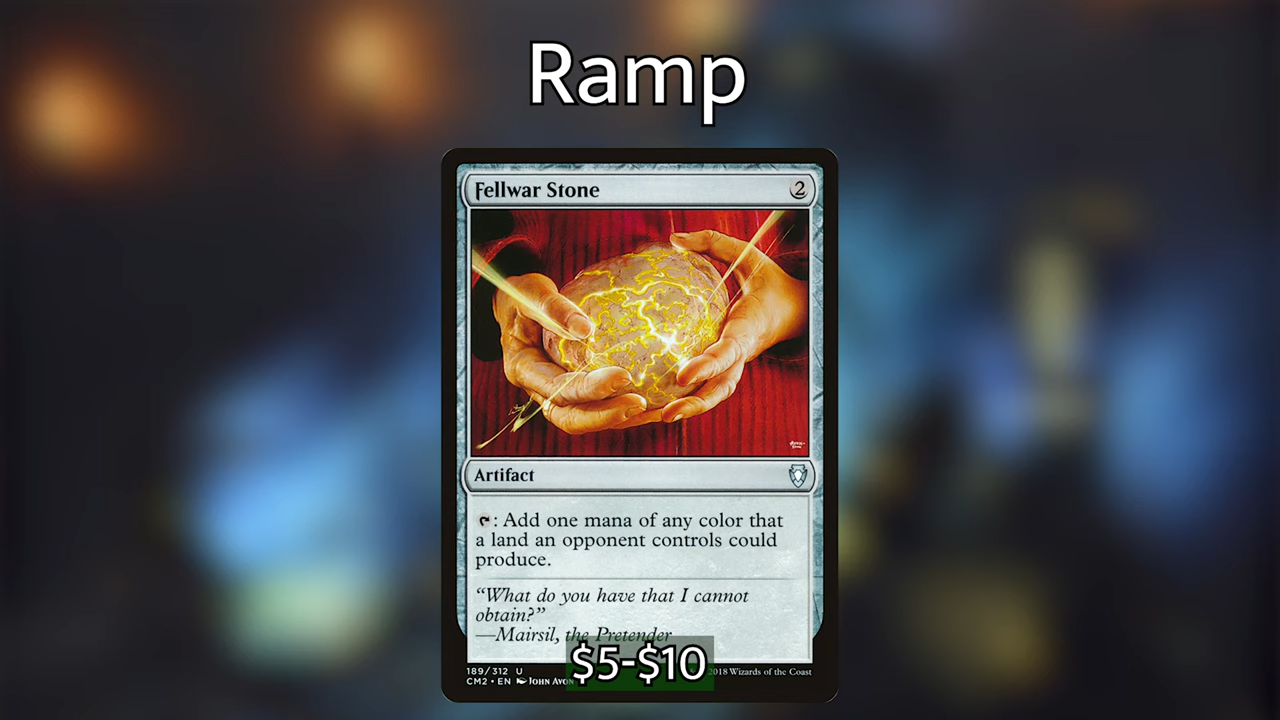 Ramp
Fellwar Stone 2
Artifact
: Add one mana of any color that
a land an opponent controls could
produce.
“What do you have that I cannot
obtain?”
—Mairsil, the Pretender
$5-$10
189/312 U
2018 Wizards of the Coast
CM2 • EN John Avon